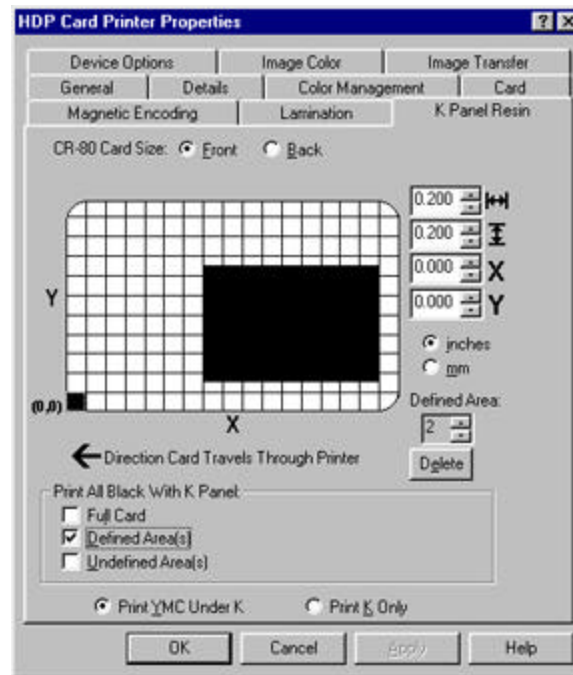 HDP Card Printer Properties
Device Options Image Color Image Transfer
General Details Color Management Card
Magnetic Encoding Lamination K Panel Resin
CR-80 Card Size: Front Back
0.200
0.200
0.000 X
0.000 Y
Y
inches
mm
(0,0)
X
Defined Area:
2
Direction Card Travels Through Printer
Delete
Print All Black With K Panel:
Full Card
Defined Area(s)
Undefined Area(s)
Print YMC Under K Print K Only
OK Cancel Apply Help